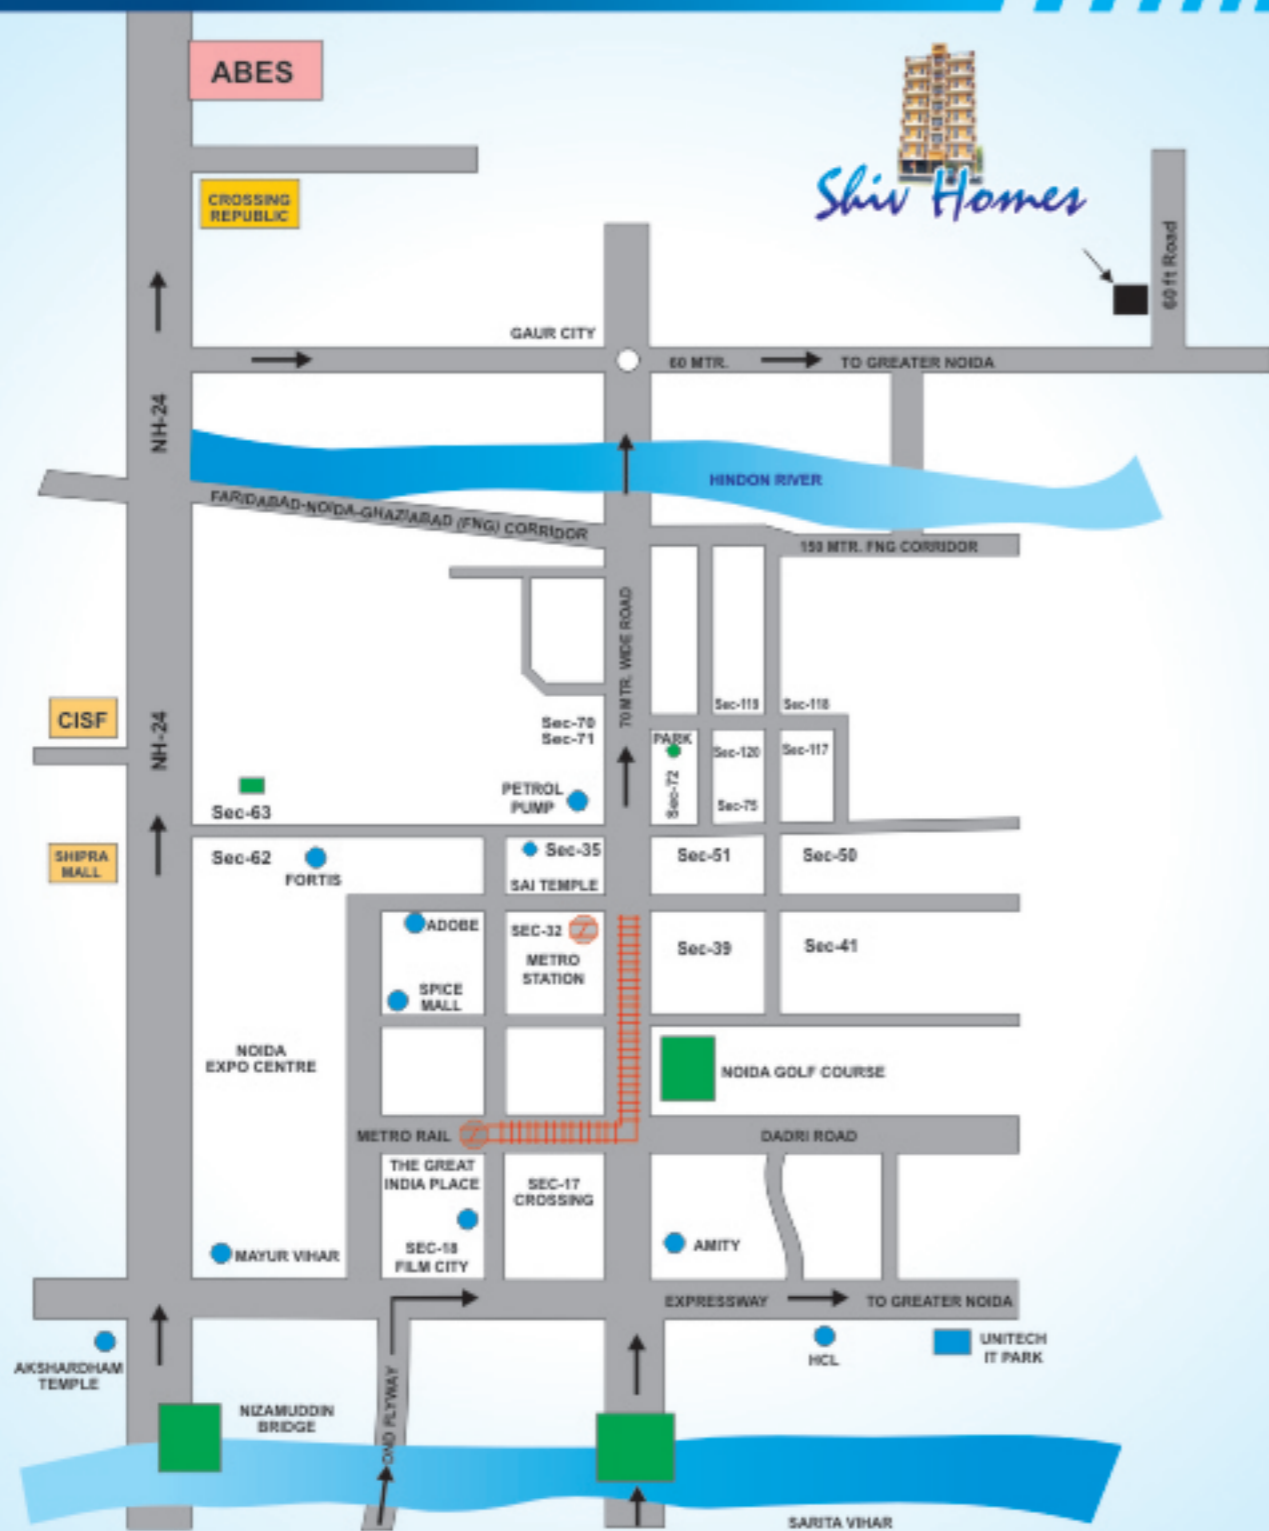 ABES
CROSSING
REPUBLIC
Shiv Homes
60 ft Road
GAUR CITY
60 MTR.
TO GREATER NOIDA
NH-24
HINDON RIVER
FARIDABAD-NOIDA-GHAZIABAD (FNG) CORRIDOR
150 MTR. FNG CORRIDOR
70 MTR. WIDE ROAD
CISF
NH-24
Sec-70
Sec-71
Sec-119
Sec-118
PARK
Sec-120
Sec-117
Sec-72
Sec-75
PETROL
PUMP
Sec-63
SHIPRA
MALL
Sec-62
FORTIS
Sec-35
SAI TEMPLE
Sec-51
Sec-50
ADOBE
SEC-32
METRO
STATION
Sec-39
Sec-41
SPICE
MALL
NOIDA
EXPO CENTRE
NOIDA GOLF COURSE
METRO RAIL
DADRI ROAD
THE GREAT
INDIA PLACE
SEC-17
CROSSING
SEC-18
FILM CITY
MAYUR VIHAR
AMITY
EXPRESSWAY
TO GREATER NOIDA
AKSHARDHAM
TEMPLE
HCL
UNITECH
IT PARK
NIZAMUDDIN
BRIDGE
DND FLYWAY
SARITA VIHAR